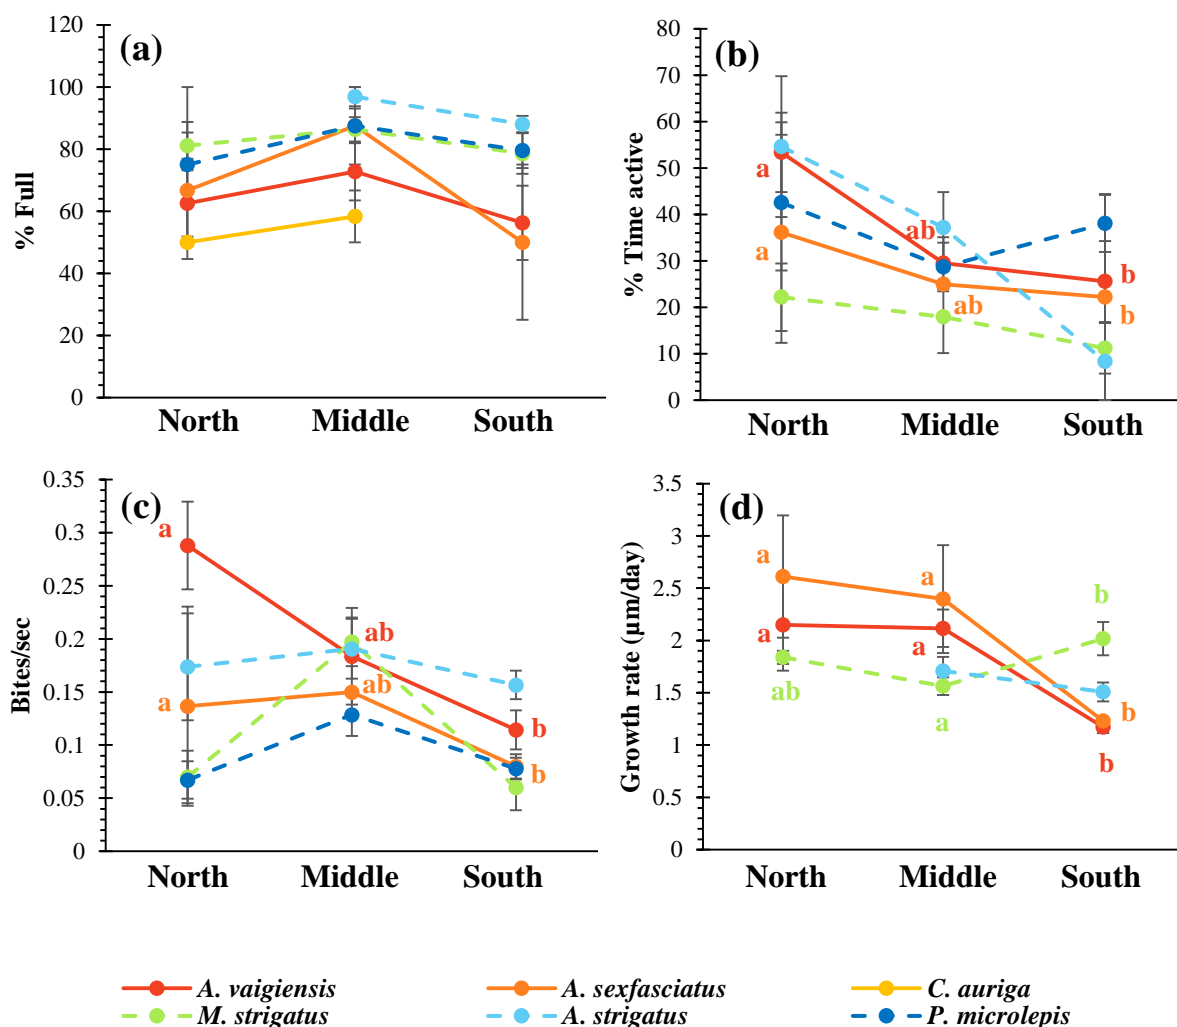 (a)
% Full
120
100
80
60
40
20
0
North Middle South
(b)
% Time active
80
70
60
50
40
30
20
10
0
a
ab
b
a
ab
b
North Middle South
(c)
Bites/sec
0.35
0.3
0.25
0.2
0.15
0.1
0.05
0
a
ab
b
a
ab
b
North Middle South
(d)
Growth rate (µm/day)
3.5
3
2.5
2
1.5
1
0.5
0
a
a
b
a
a
b
ab
a
b
North Middle South
A. vaigiensis A. sexfasciatus C. auriga
M. strigatus A. strigatus P. microlepis